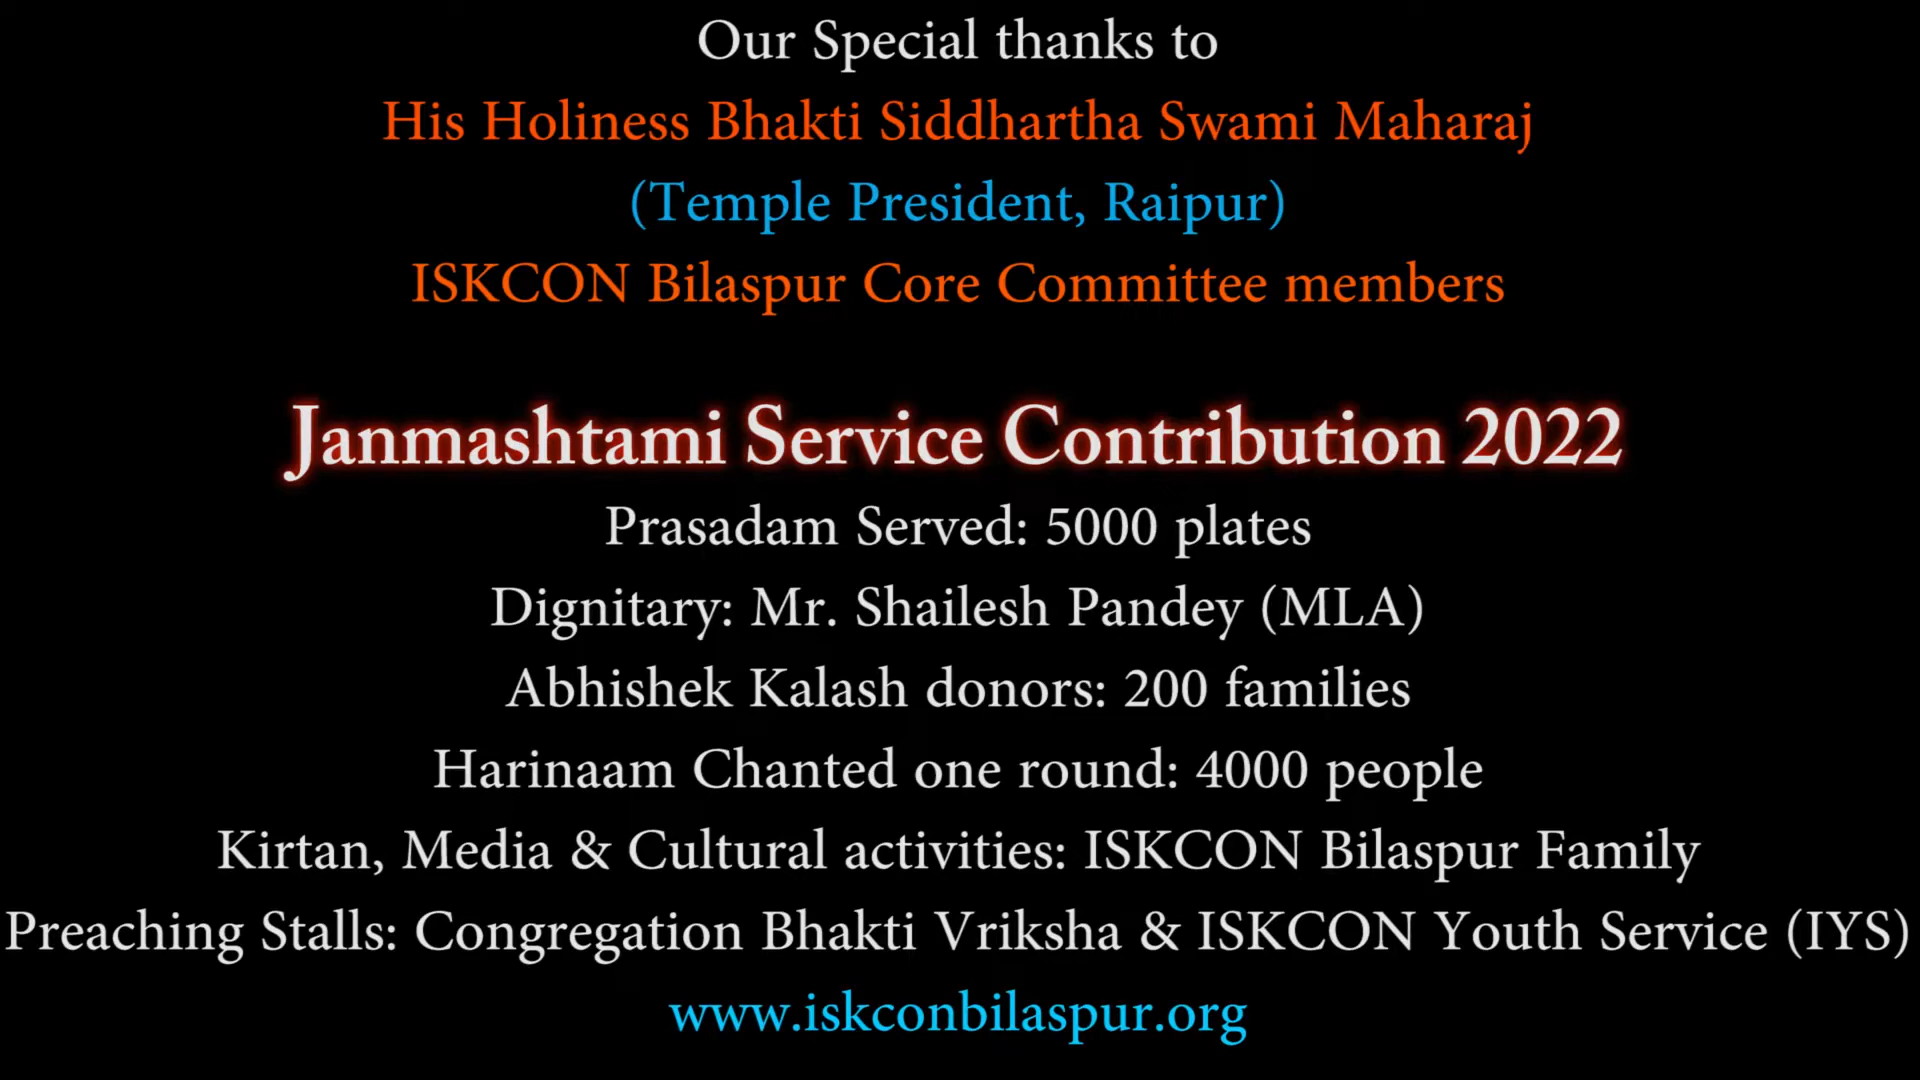 Our Special thanks to
His Holiness Bhakti Siddhartha Swami Maharaj
(Temple President, Raipur)
ISKCON Bilaspur Core Committee members
Janmashtami Service Contribution 2022
Prasadam Served: 5000 plates
Dignitary: Mr. Shailesh Pandey (MLA)
Abhishek Kalash donors: 200 families
Harinaam Chanted one round: 4000 people
Kirtan, Media & Cultural activities: ISKCON Bilaspur Family
Preaching Stalls: Congregation Bhakti Vriksha & ISKCON Youth Service (IYS)
www.iskconbilaspur.org